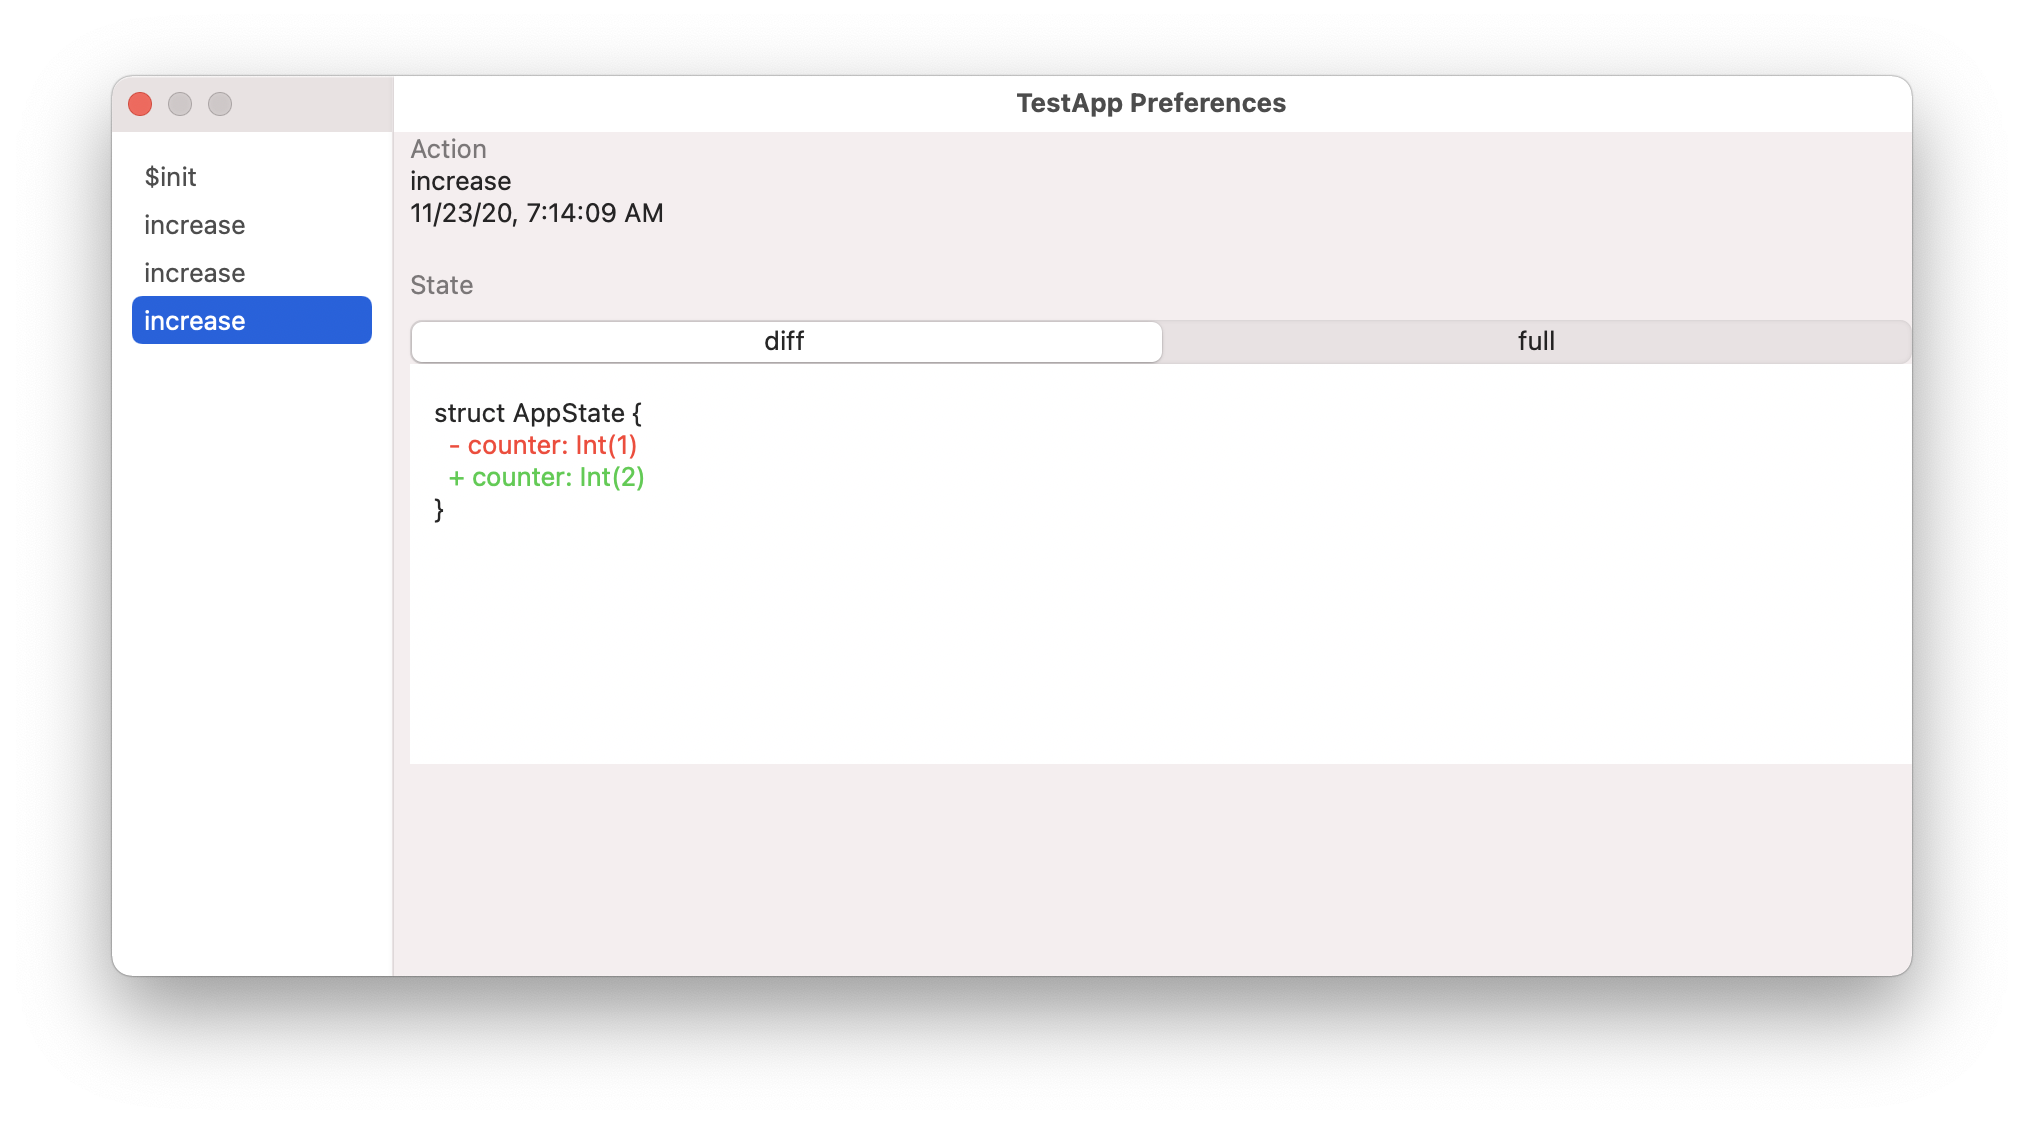 TestApp Preferences
$init
increase
increase
increase
Action
increase
11/23/20, 7:14:09 AM
State
diff
full
struct AppState {
- counter: Int(1)
+ counter: Int(2)
}